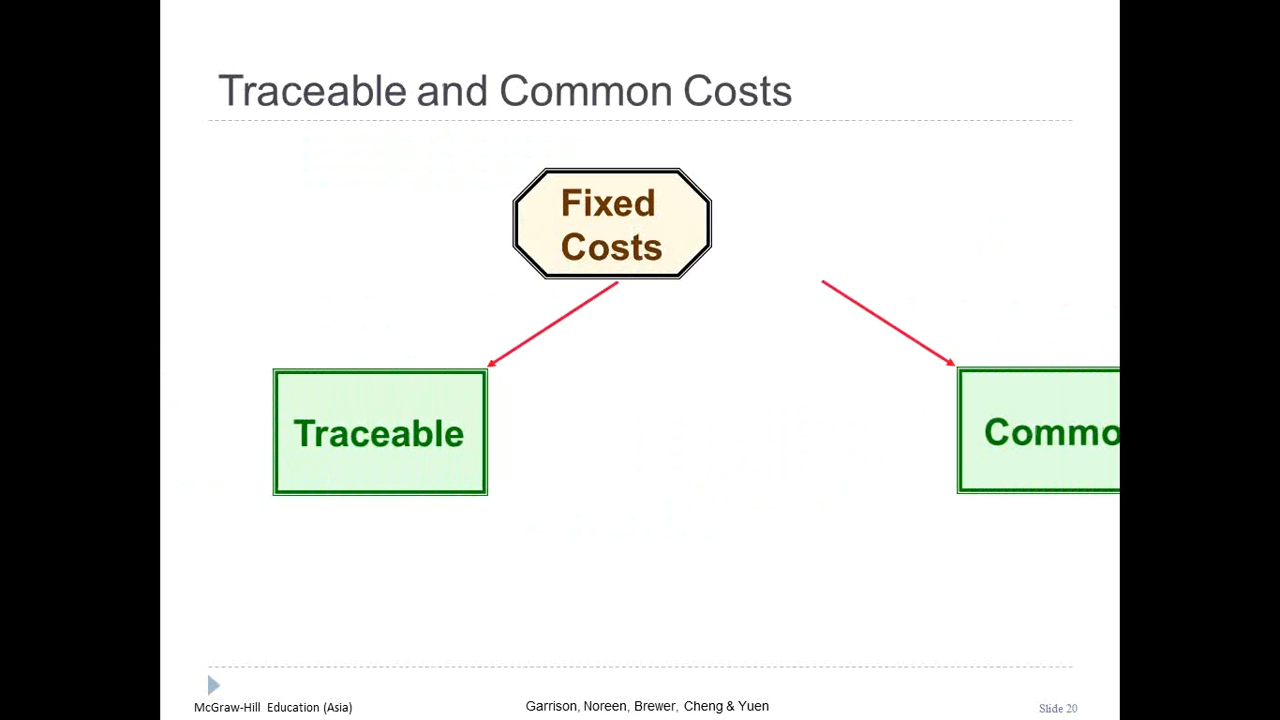 Traceable and Common Costs
Fixed
Costs
Traceable
Commo
McGraw-Hill Education (Asia)
Garrison, Noreen, Brewer, Cheng & Yuen
Slide 20